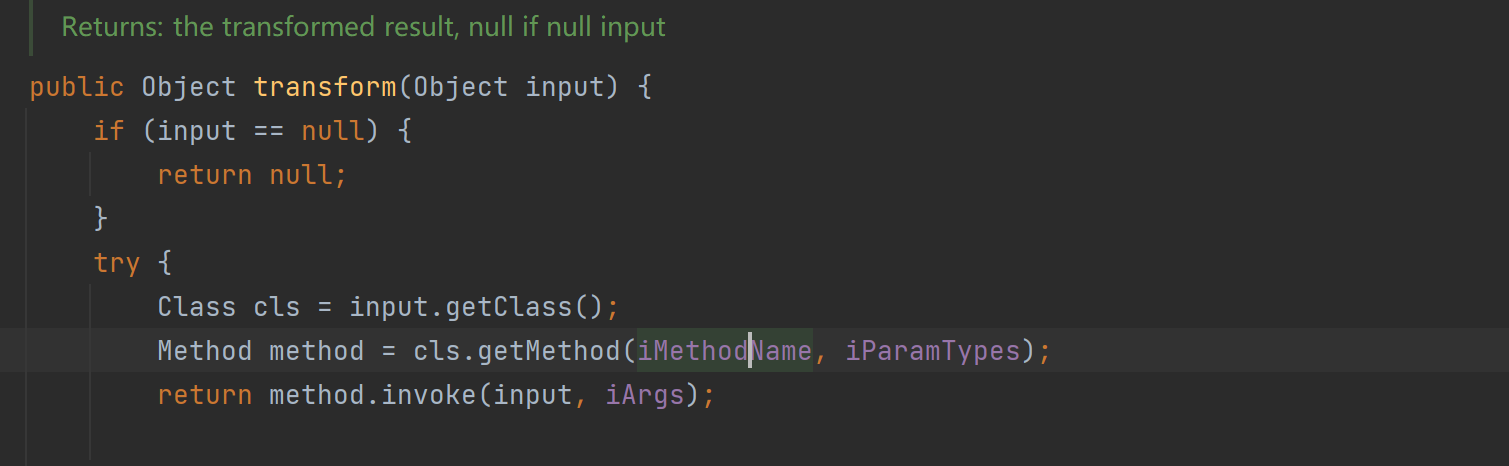 Returns: the transformed result, null if null input
public Object transform(Object input) {
    if (input == null) {
        return null;
    }
    try {
        Class cls = input.getClass();
        Method method = cls.getMethod(iMethodName, iParamTypes);
        return method.invoke(input, iArgs);